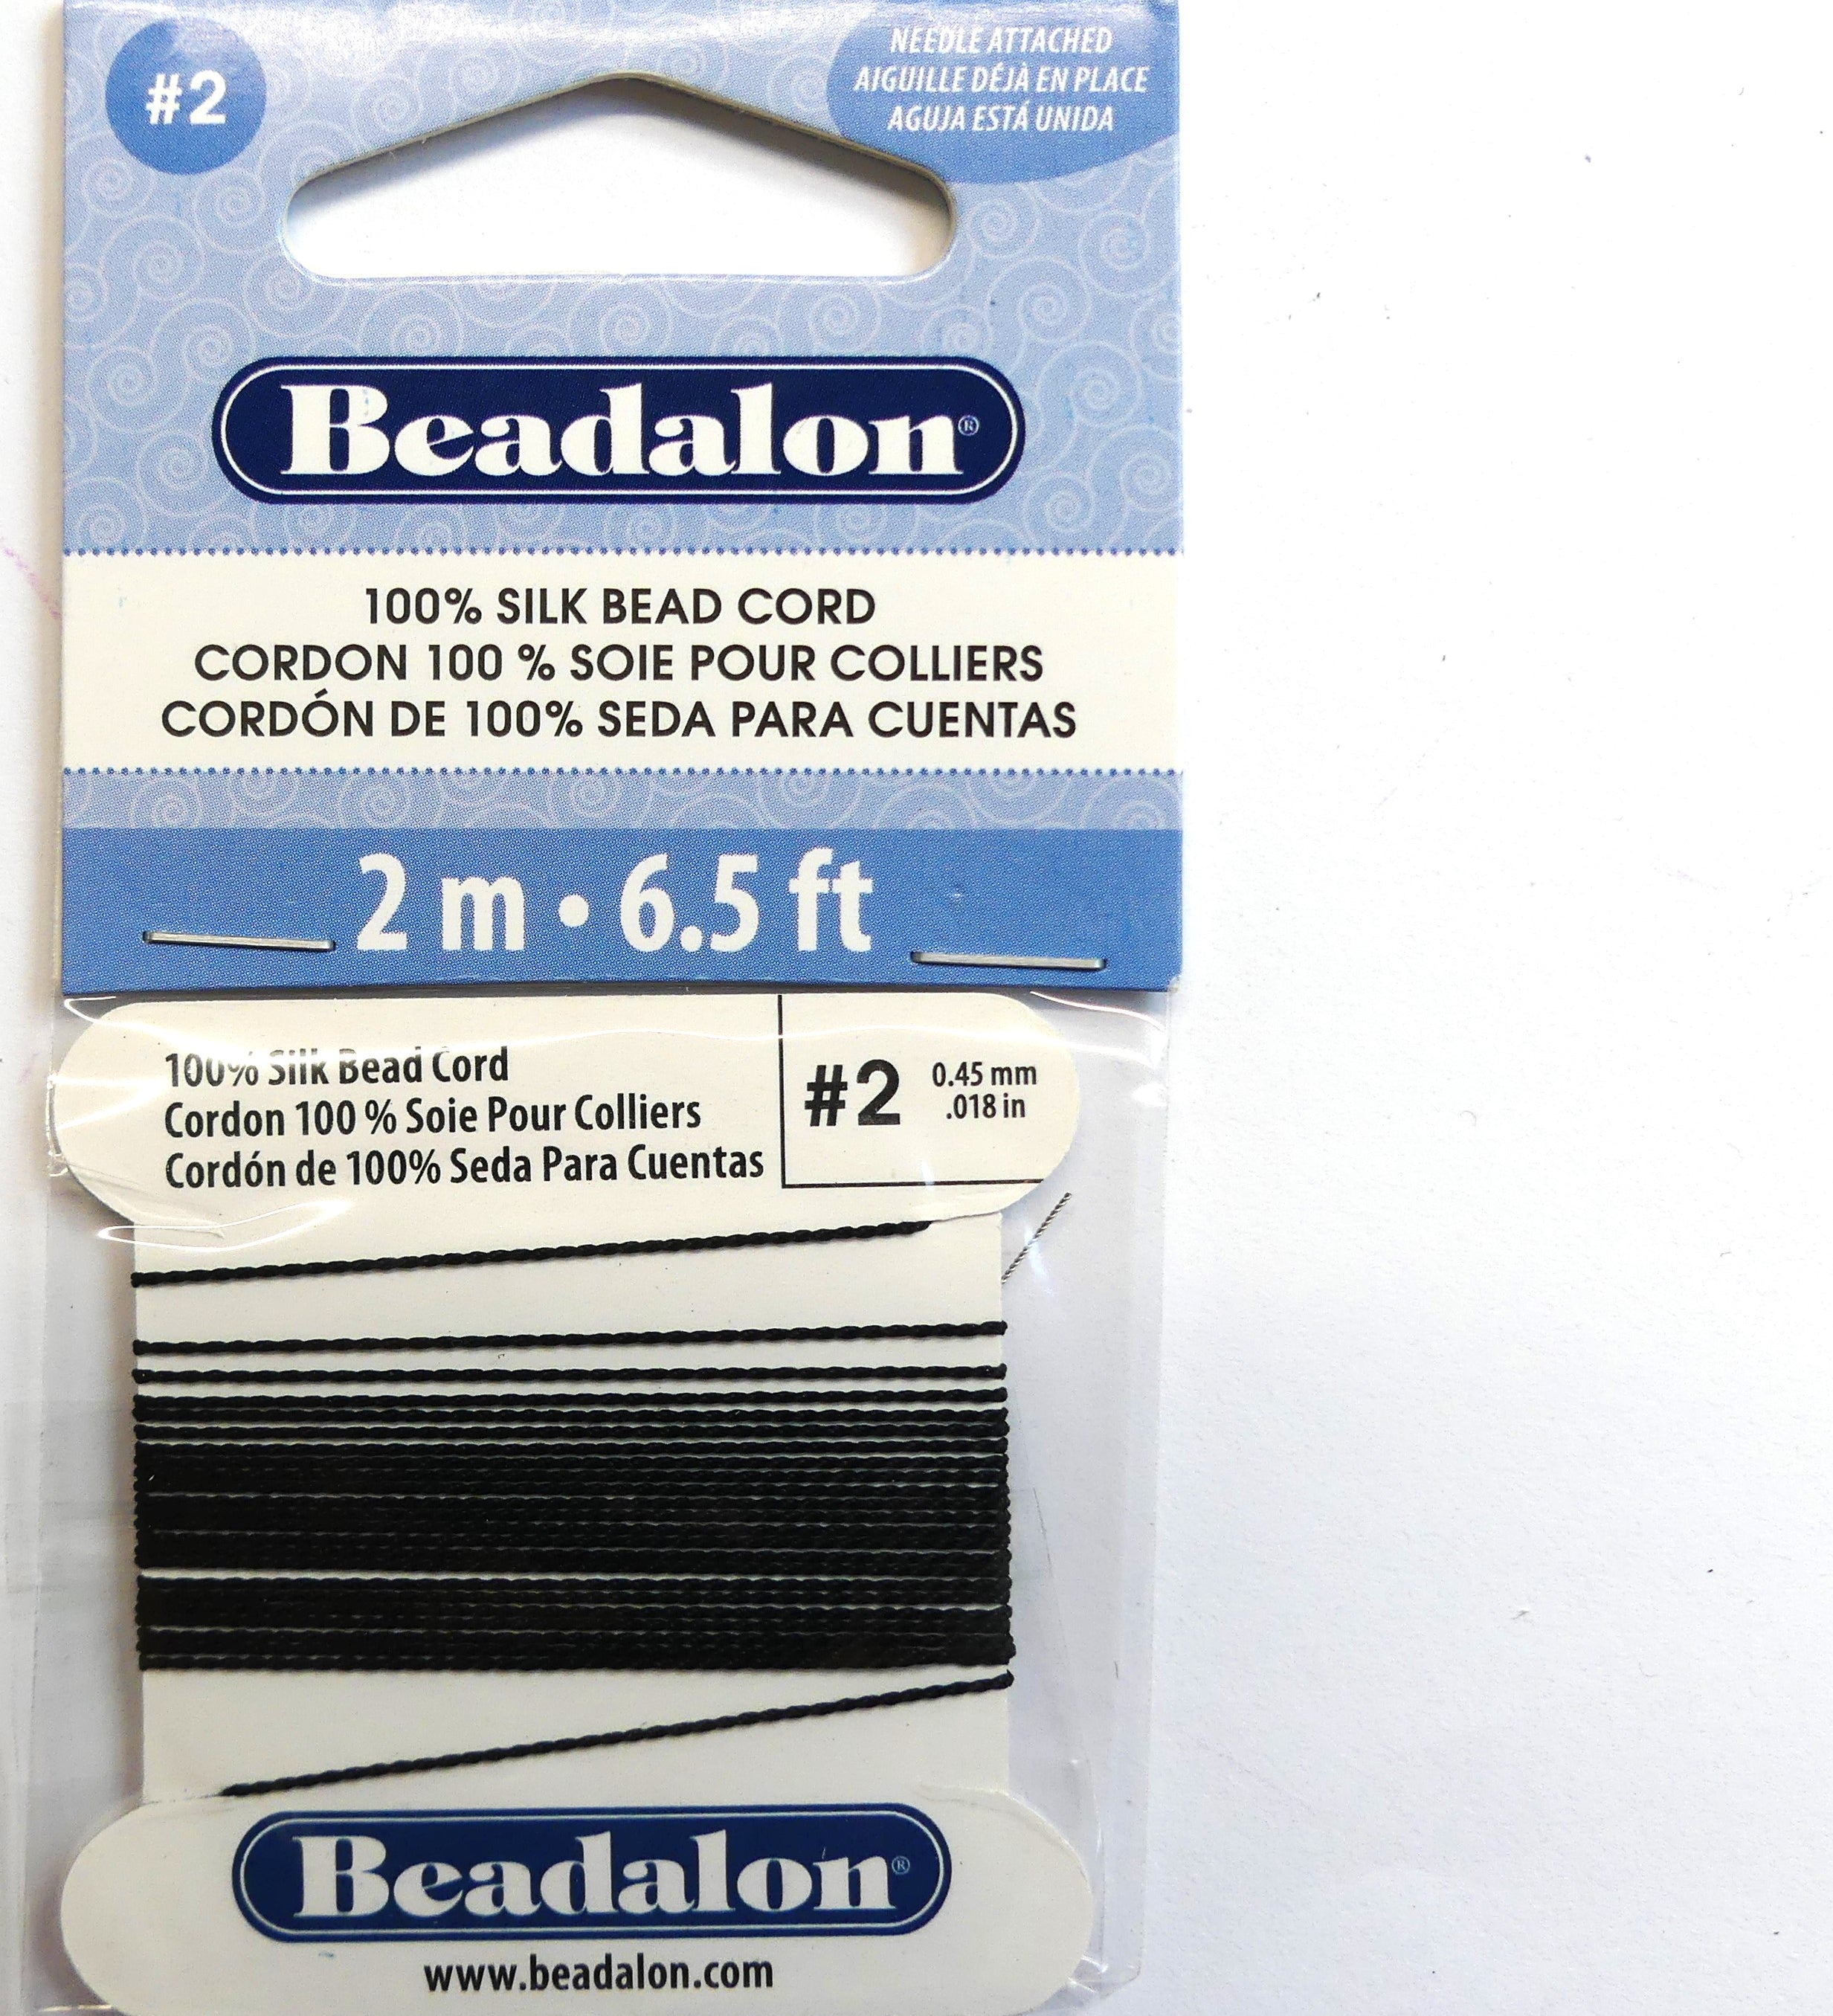 #2
NEEDLE ATTACHED
AIGUILLE DÉJÀ EN PLACE
AGUJA ESTÁ UNIDA
Beadalon®
100% SILK BEAD CORD
CORDON 100 % SOIE POUR COLLIERS
CORDÓN DE 100% SEDA PARA CUENTAS
2 m • 6.5 ft
100% Silk Bead Cord
Cordon 100 % Soie Pour Colliers
Cordón de 100% Seda Para Cuentas
#2
0.45 mm
.018 in
Beadalon®
www.beadalon.com